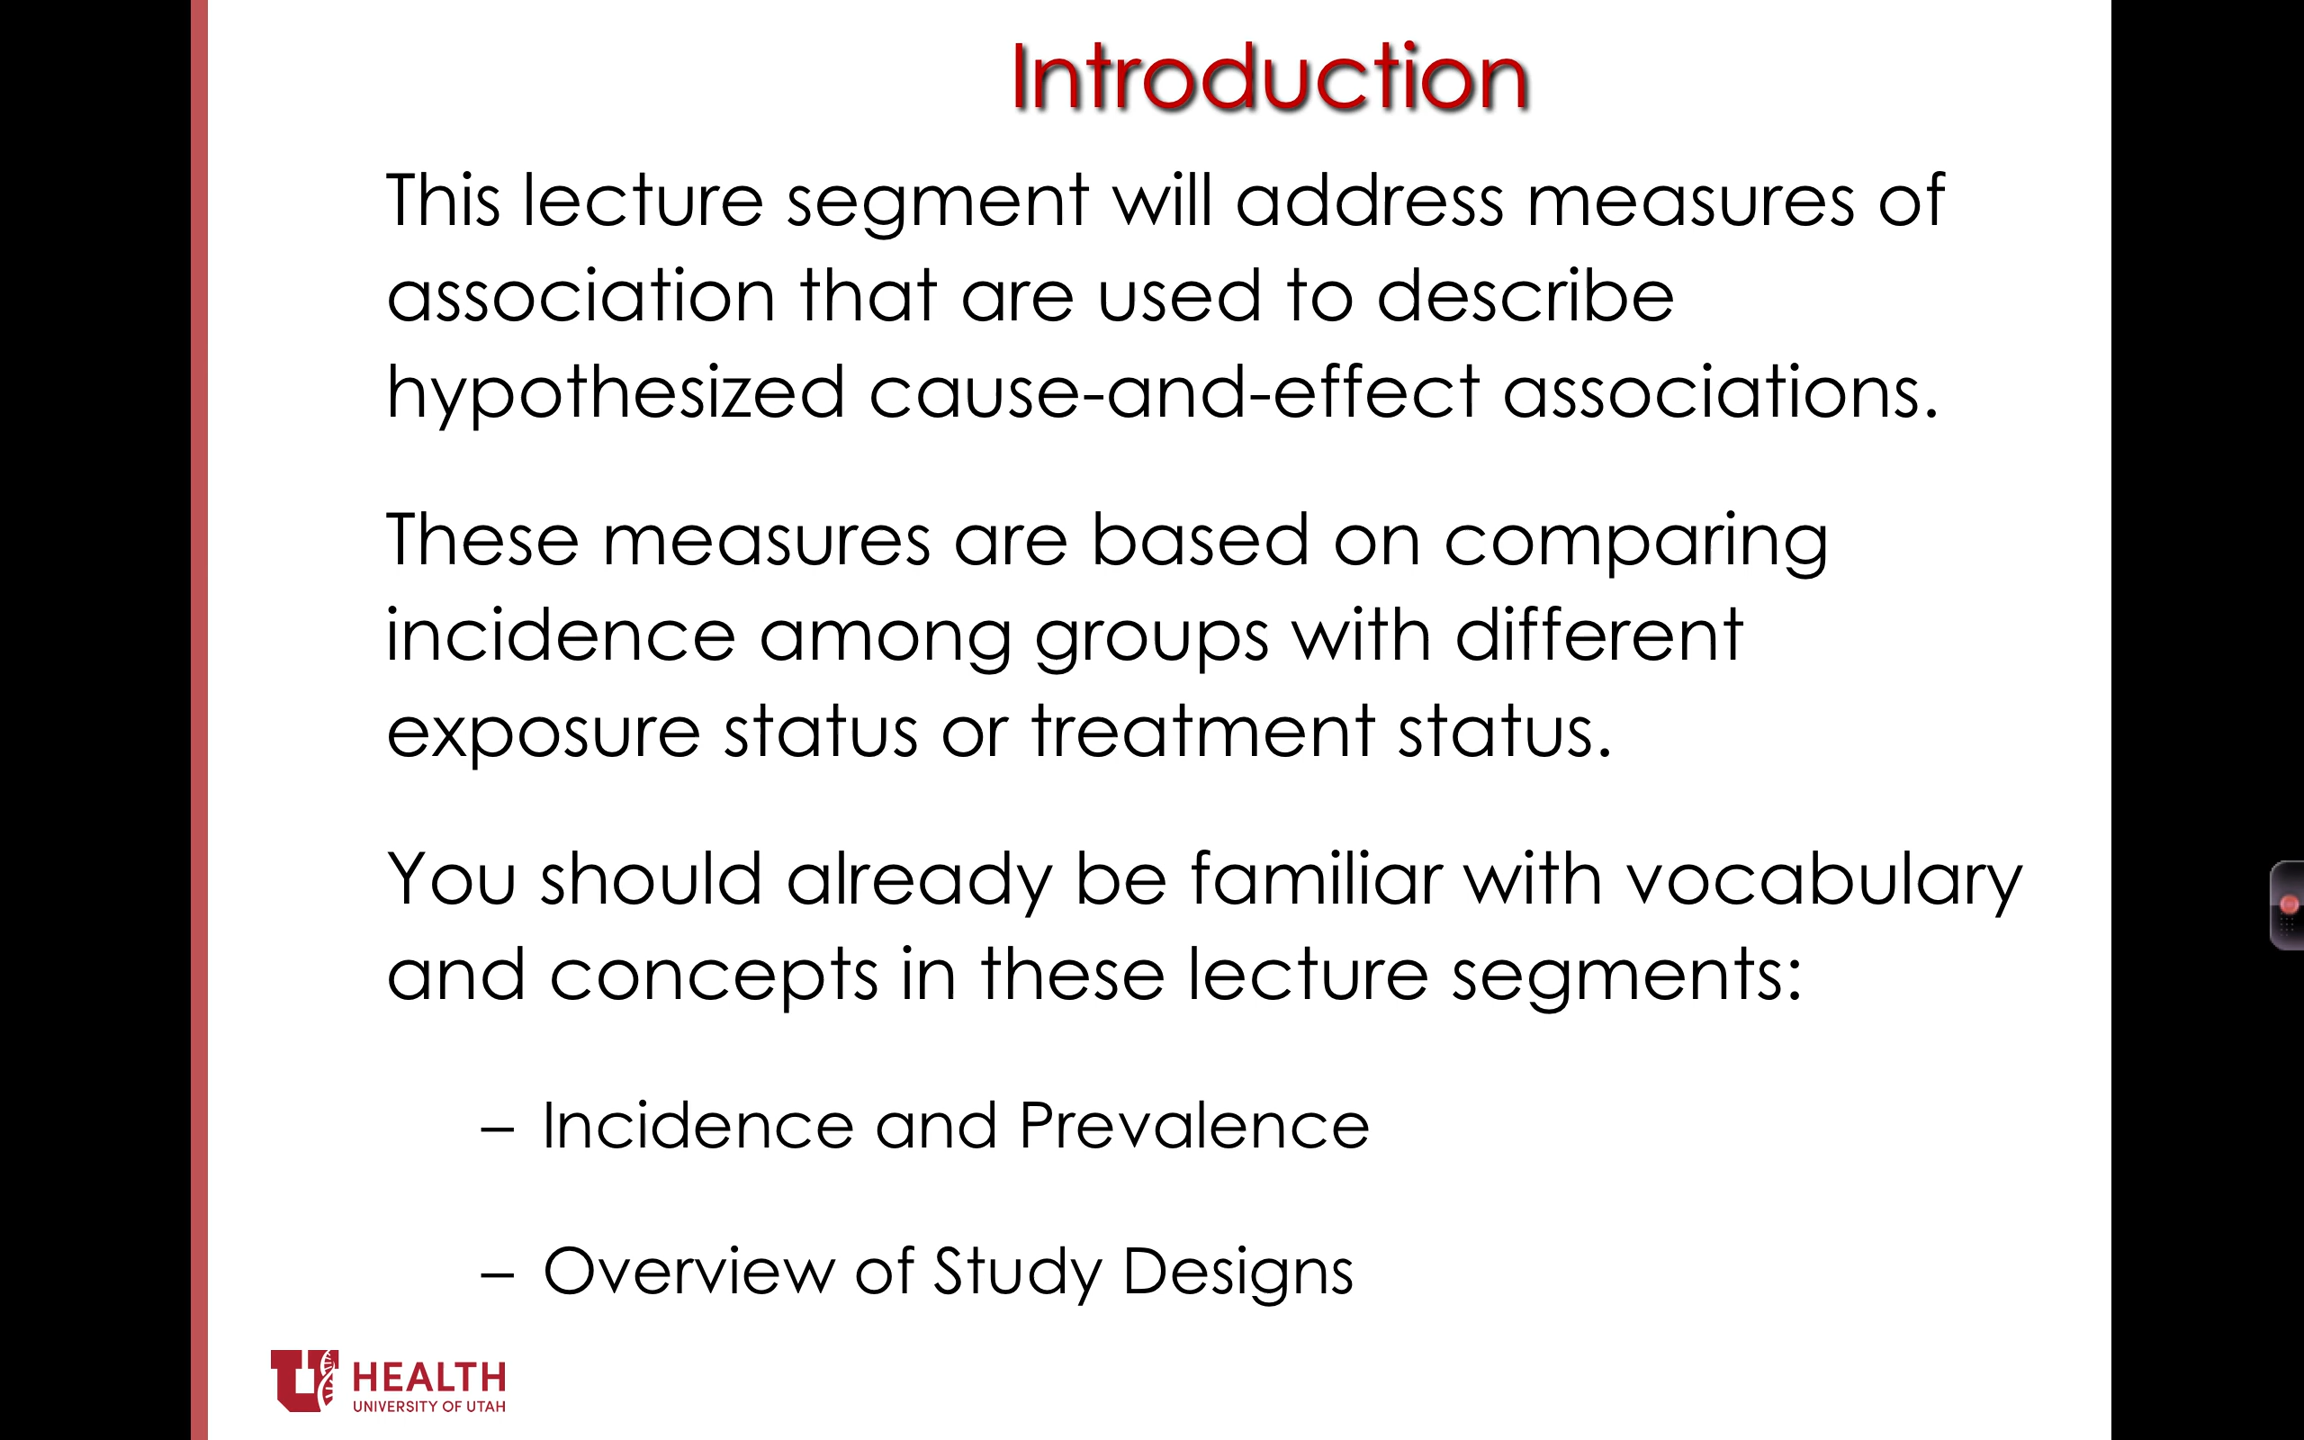 Introduction
This lecture segment will address measures of
association that are used to describe
hypothesized cause-and-effect associations.
These measures are based on comparing
incidence among groups with different
exposure status or treatment status.
You should already be familiar with vocabulary
and concepts in these lecture segments:
– Incidence and Prevalence
– Overview of Study Designs
U HEALTH
UNIVERSITY OF UTAH